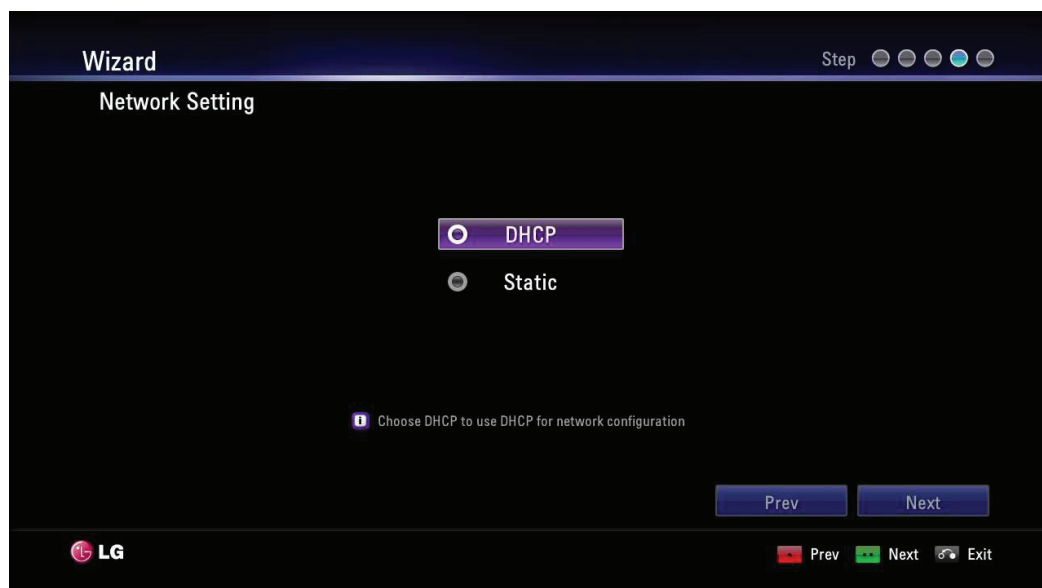 Wizard
Step
Network Setting
DHCP
Static
Choose DHCP to use DHCP for network configuration
Prev Next
LG
Prev Next Exit